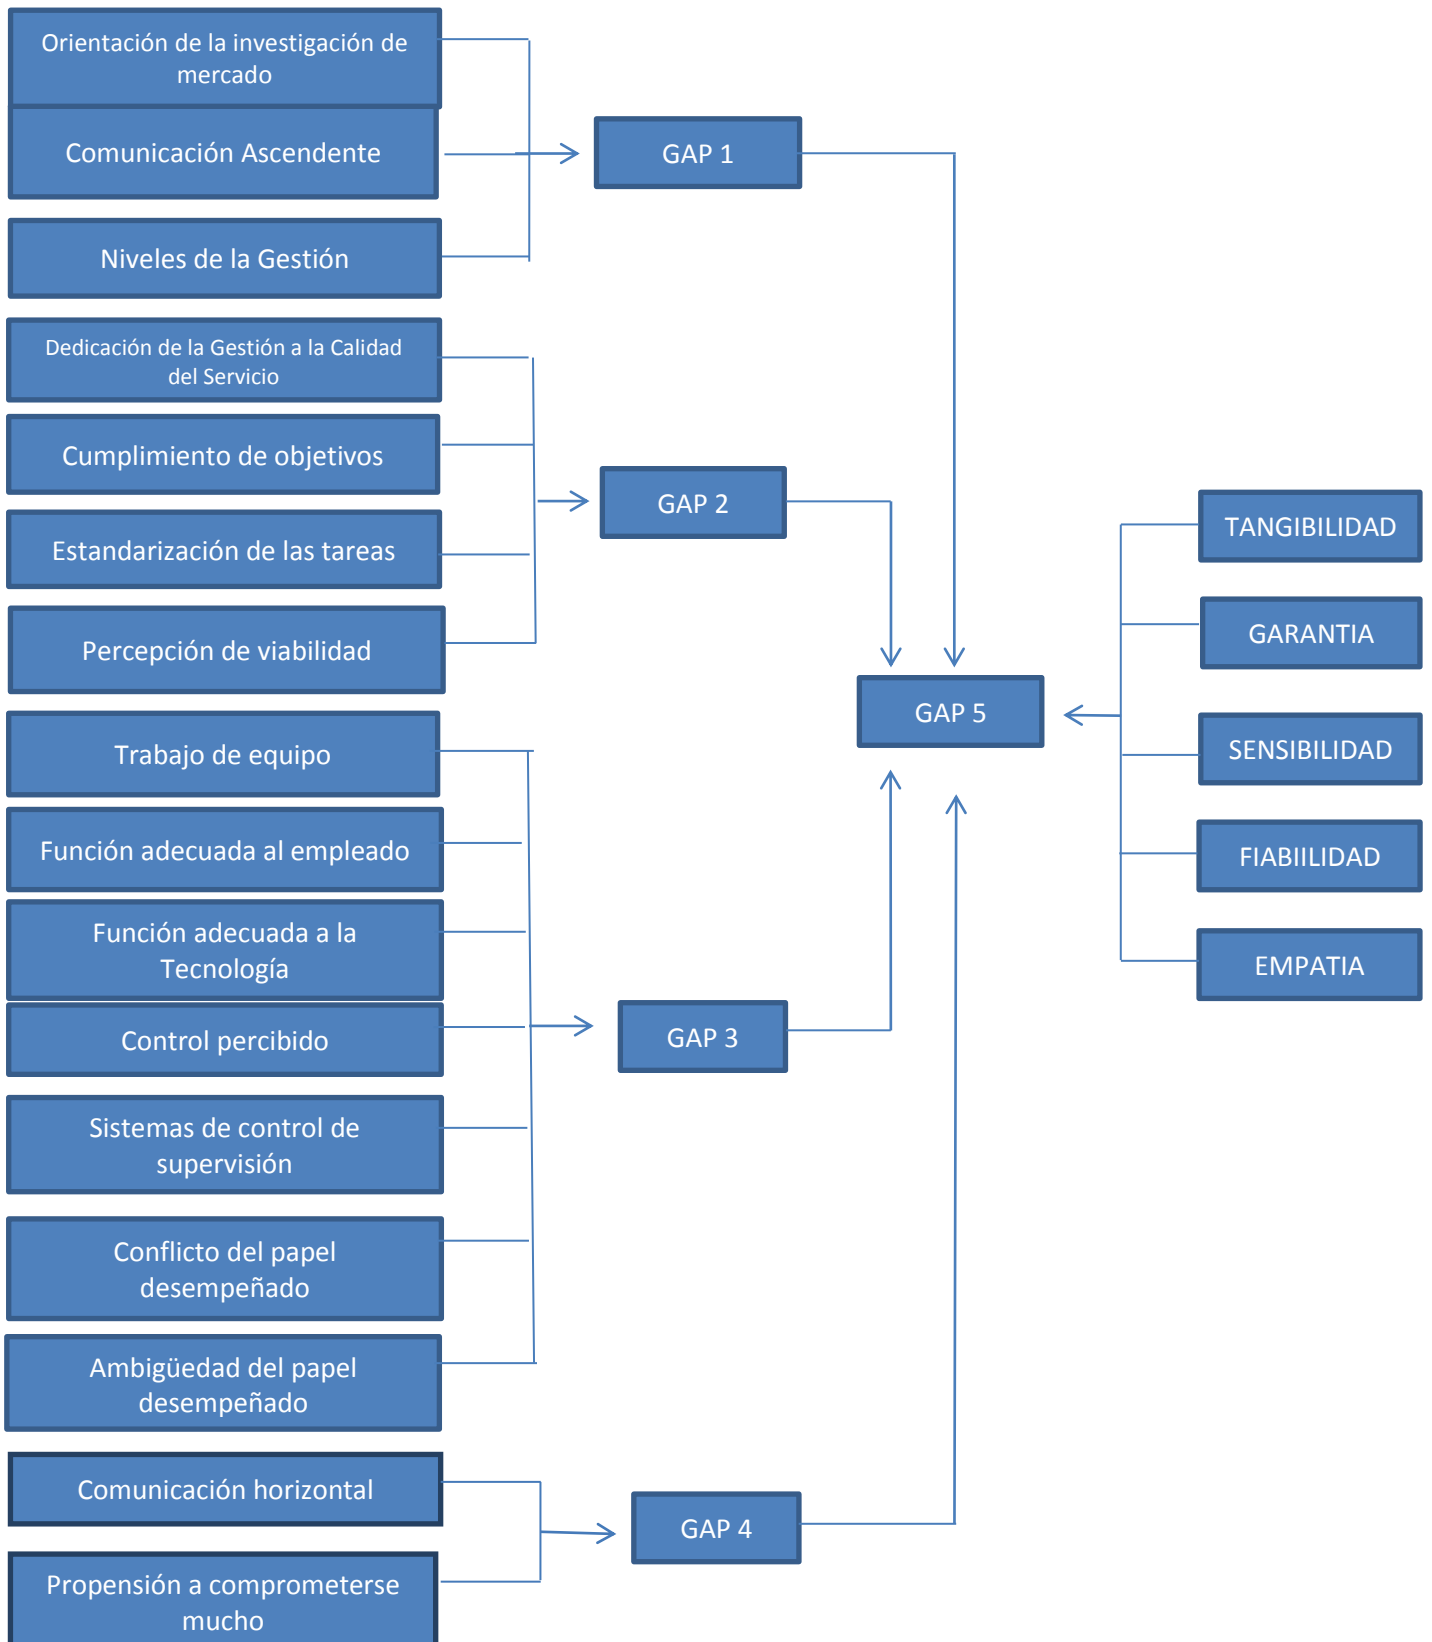 Orientación de la investigación de
mercado
Comunicación Ascendente
Niveles de la Gestión
GAP 1
Dedicación de la Gestión a la Calidad
del Servicio
Cumplimiento de objetivos
Estandarización de las tareas
Percepción de viabilidad
GAP 2
Trabajo de equipo
Función adecuada al empleado
Función adecuada a la
Tecnología
Control percibido
Sistemas de control de
supervisión
Conflicto del papel
desempeñado
Ambigüedad del papel
desempeñado
GAP 3
Comunicación horizontal
Propensión a comprometerse
mucho
GAP 4
GAP 5
TANGIBILIDAD
GARANTIA
SENSIBILIDAD
FIABIILIDAD
EMPATIA